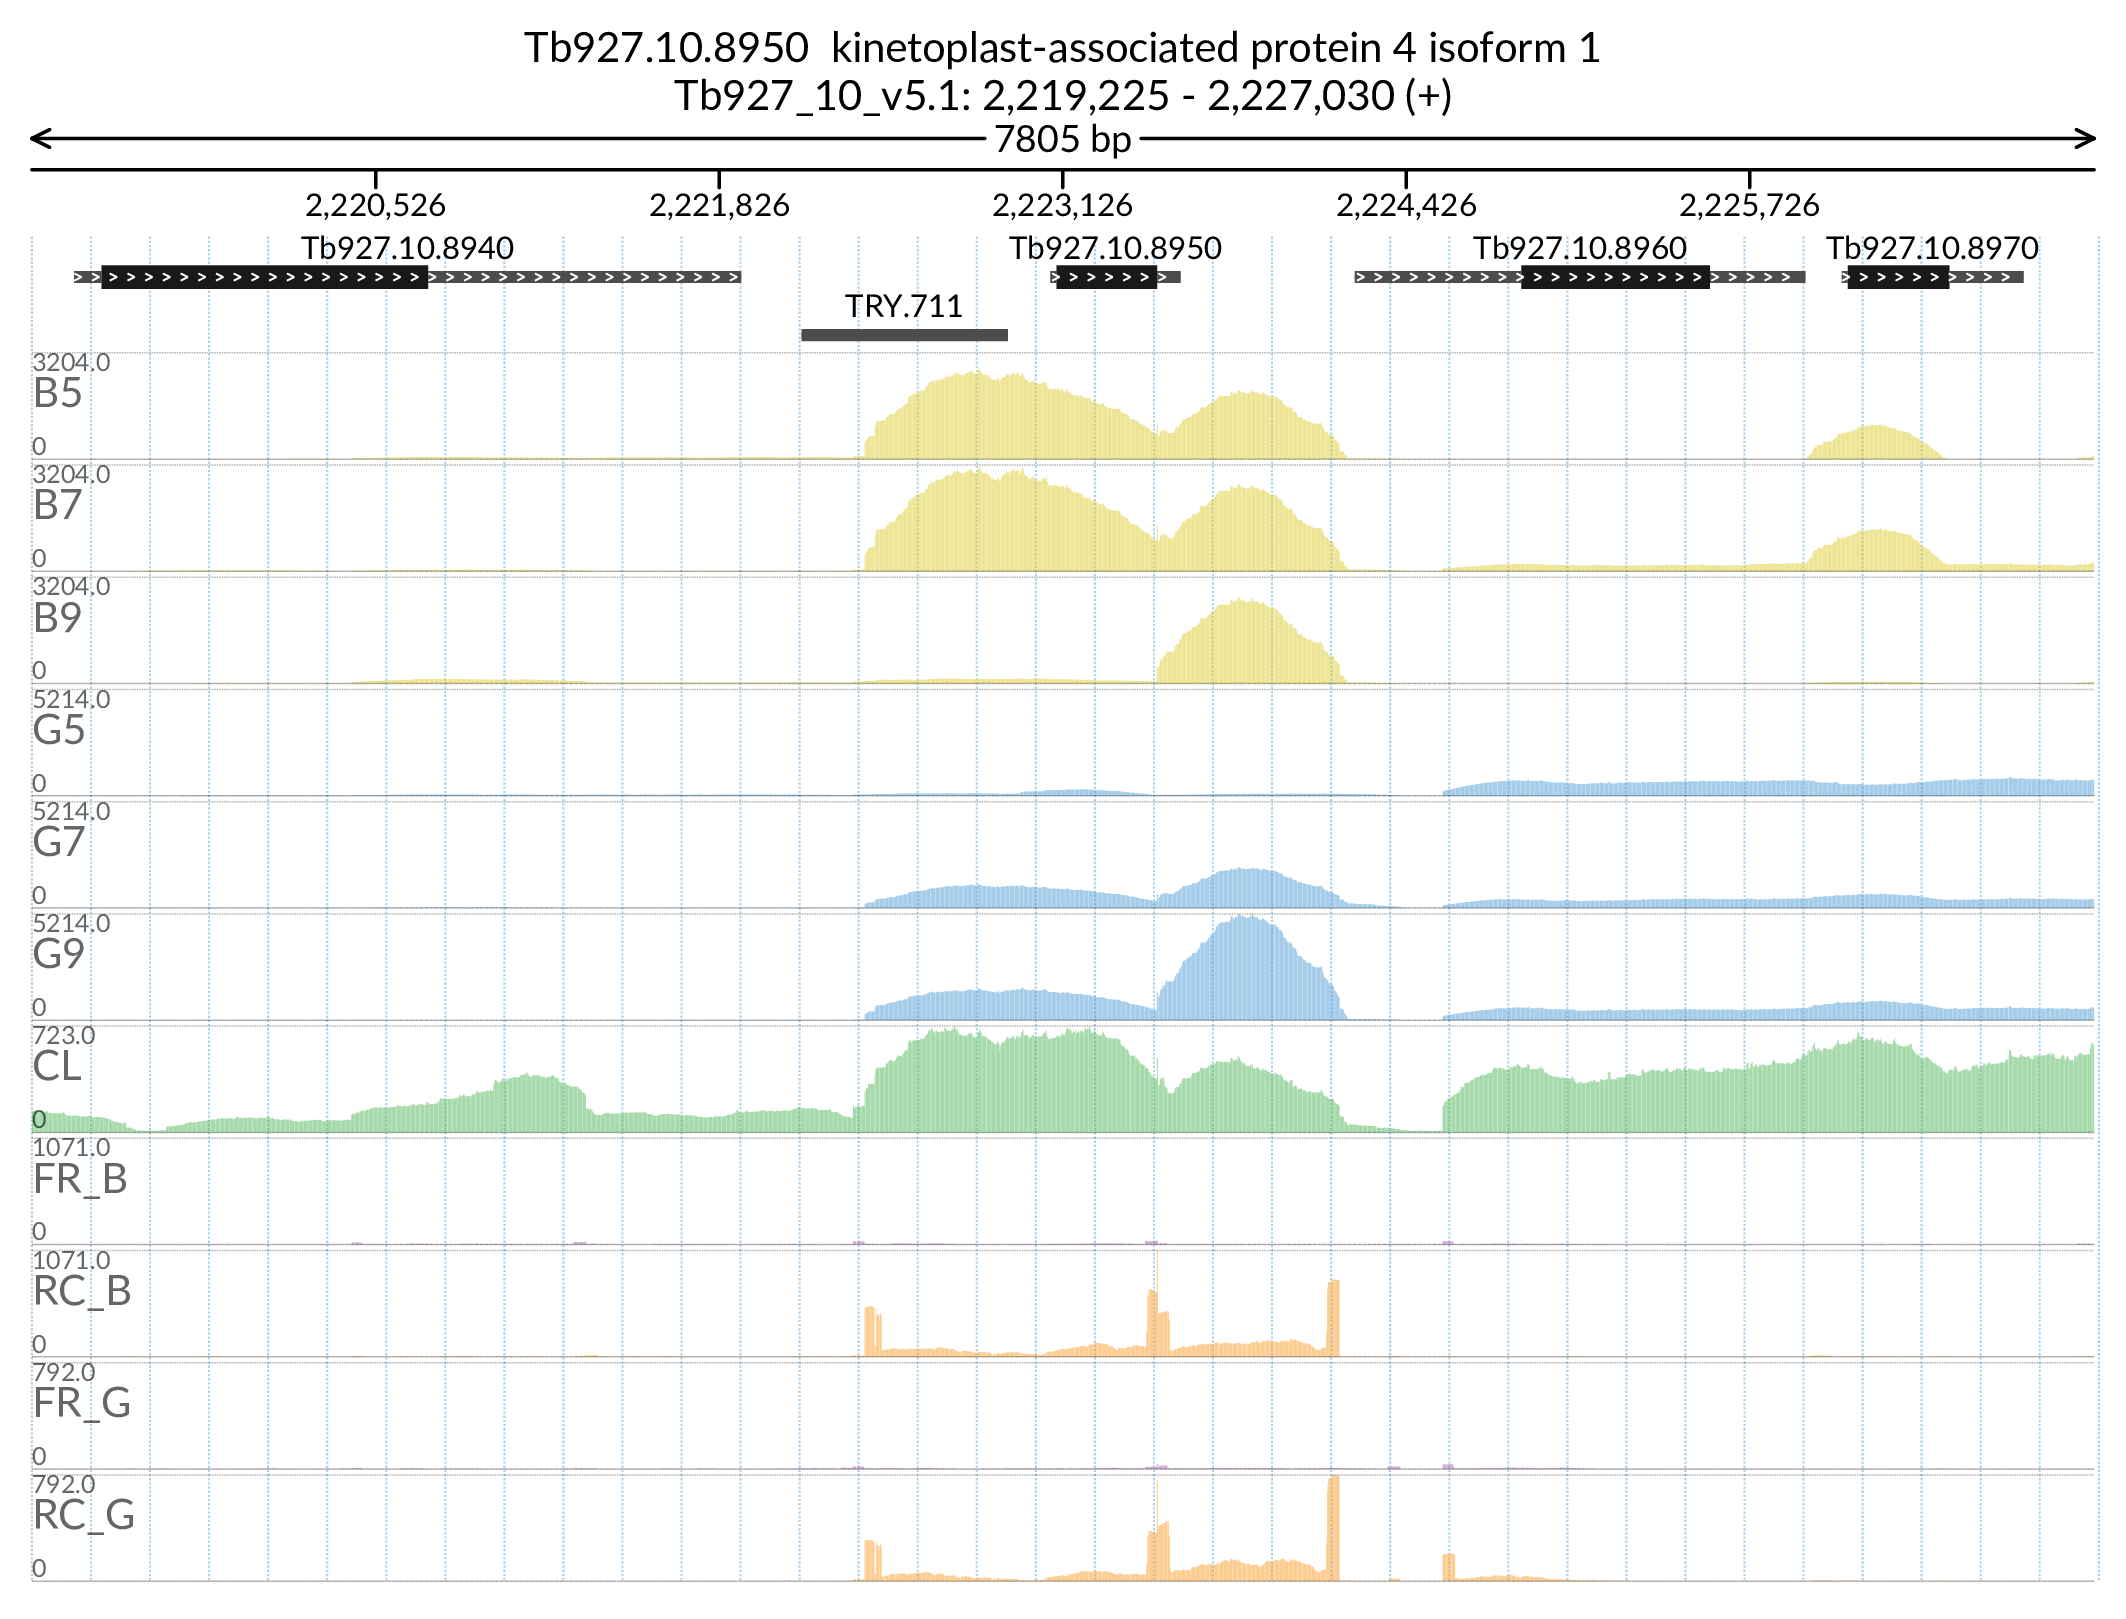 Tb927.10.8950 kinetoplast-associated protein 4 isoform 1
Tb927_10_v5.1: 2,219,225 - 2,227,030 (+)
7805 bp
2,220,526 2,221,826 2,223,126 2,224,426 2,225,726
Tb927.10.8940 Tb927.10.8950 Tb927.10.8960 Tb927.10.8970
TRY.711
3204.0
B5
0
3204.0
B7
0
3204.0
B9
0
5214.0
G5
0
5214.0
G7
0
5214.0
G9
0
723.0
CL
0
1071.0
FR_B
0
1071.0
RC_B
0
792.0
FR_G
0
792.0
RC_G
0